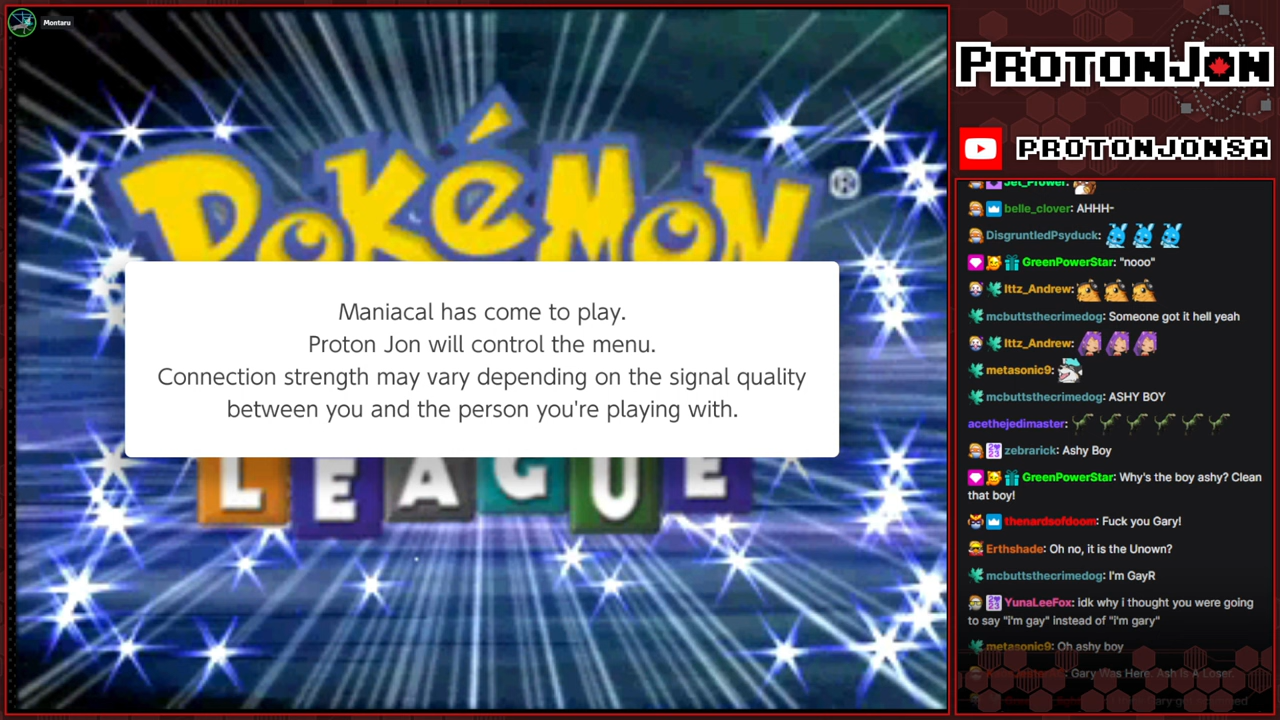 Montaru
POKéMON
®
LEAGUE
Maniacal has come to play.
Proton Jon will control the menu.
Connection strength may vary depending on the signal quality
between you and the person you're playing with.
PROTONJON
PROTONJONSA
Jet_Prower:
belle_clover: AHHH-
DisgruntledPsyduck:
GreenPowerStar: "nooo"
Ittz_Andrew:
mcbuttsthecrimedog: Someone got it hell yeah
Ittz_Andrew:
metasonic9:
mcbuttsthecrimedog: ASHY BOY
acethejedimaster:
zebrarick: Ashy Boy
GreenPowerStar: Why's the boy ashy? Clean
that boy!
thenardsofdoom: Fuck you Gary!
Erthshade: Oh no, it is the Unown?
mcbuttsthecrimedog: I'm GayR
YunaLeeFox: idk why i thought you were going
to say "i'm gay" instead of "i'm gary"
metasonic9: Oh ashy boy
: Gary Was Here. Ash Is A Loser.